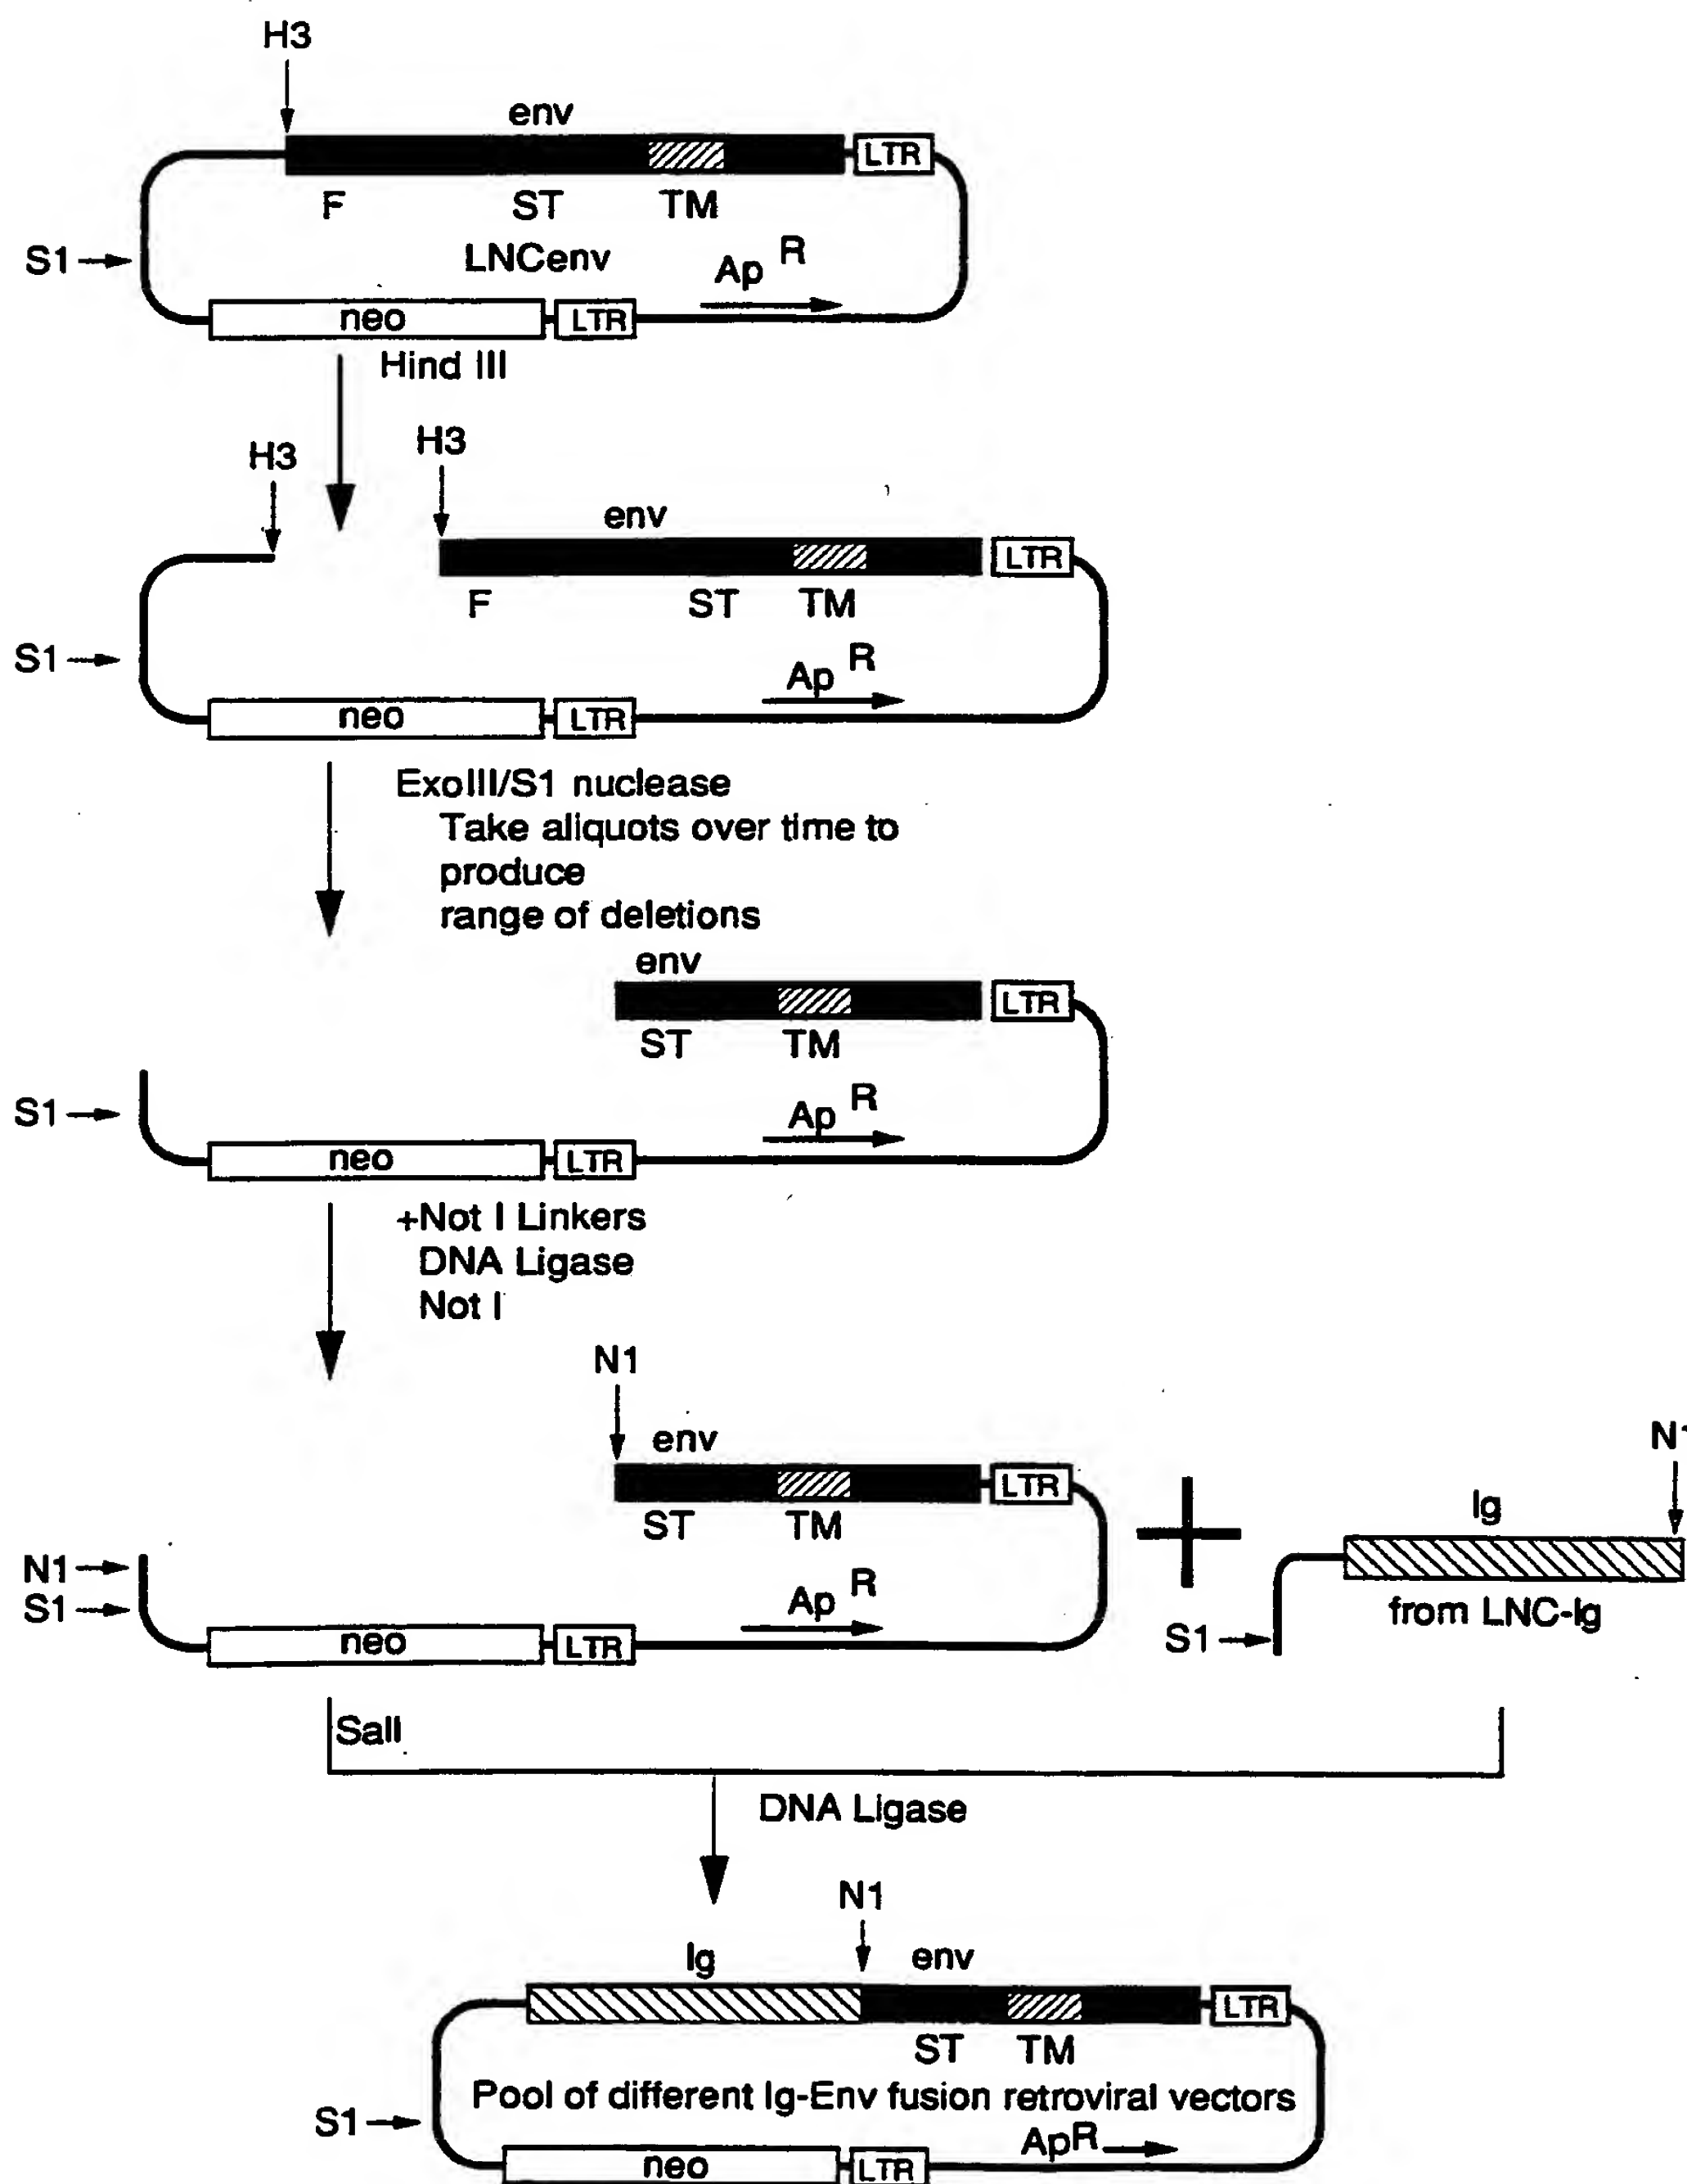 H3
env
LTR
F ST TM
S1
LNCenv
Ap R
neo
LTR
Hind III
H3
H3
env
LTR
F ST TM
S1
Ap R
neo
LTR
ExoIII/S1 nuclease
Take aliquots over time to
produce
range of deletions
env
LTR
ST TM
S1
Ap R
neo
LTR
+Not I Linkers
DNA Ligase
Not I
N1
env
LTR
ST TM
N1
S1
Ap R
neo
LTR
N1
Ig
from LNC-Ig
S1
SalI
DNA Ligase
N1
Ig env
LTR
ST TM
Pool of different Ig-Env fusion retroviral vectors
S1
ApR
neo
LTR